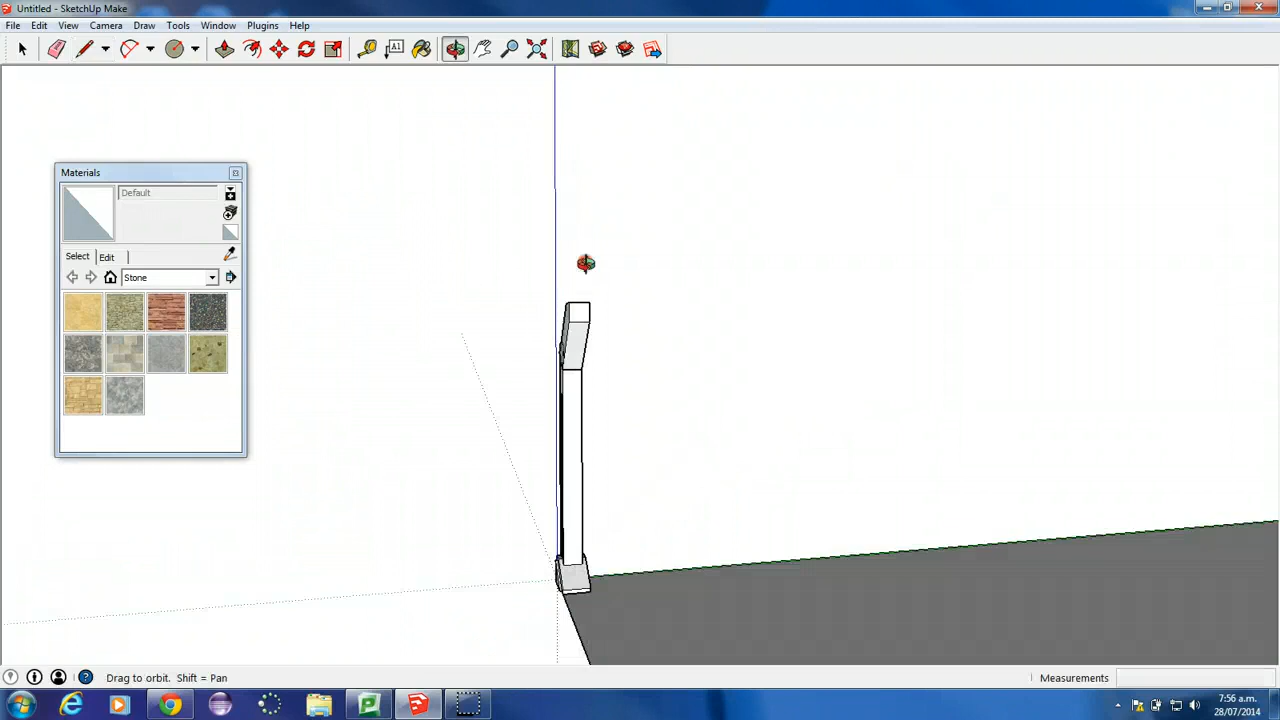 Untitled - SketchUp Make
File Edit View Camera Draw Tools Window Plugins Help
A1
Materials
Default
Select Edit
Stone
Drag to orbit. Shift = Pan
Measurements
7:56 a.m.
28/07/2014